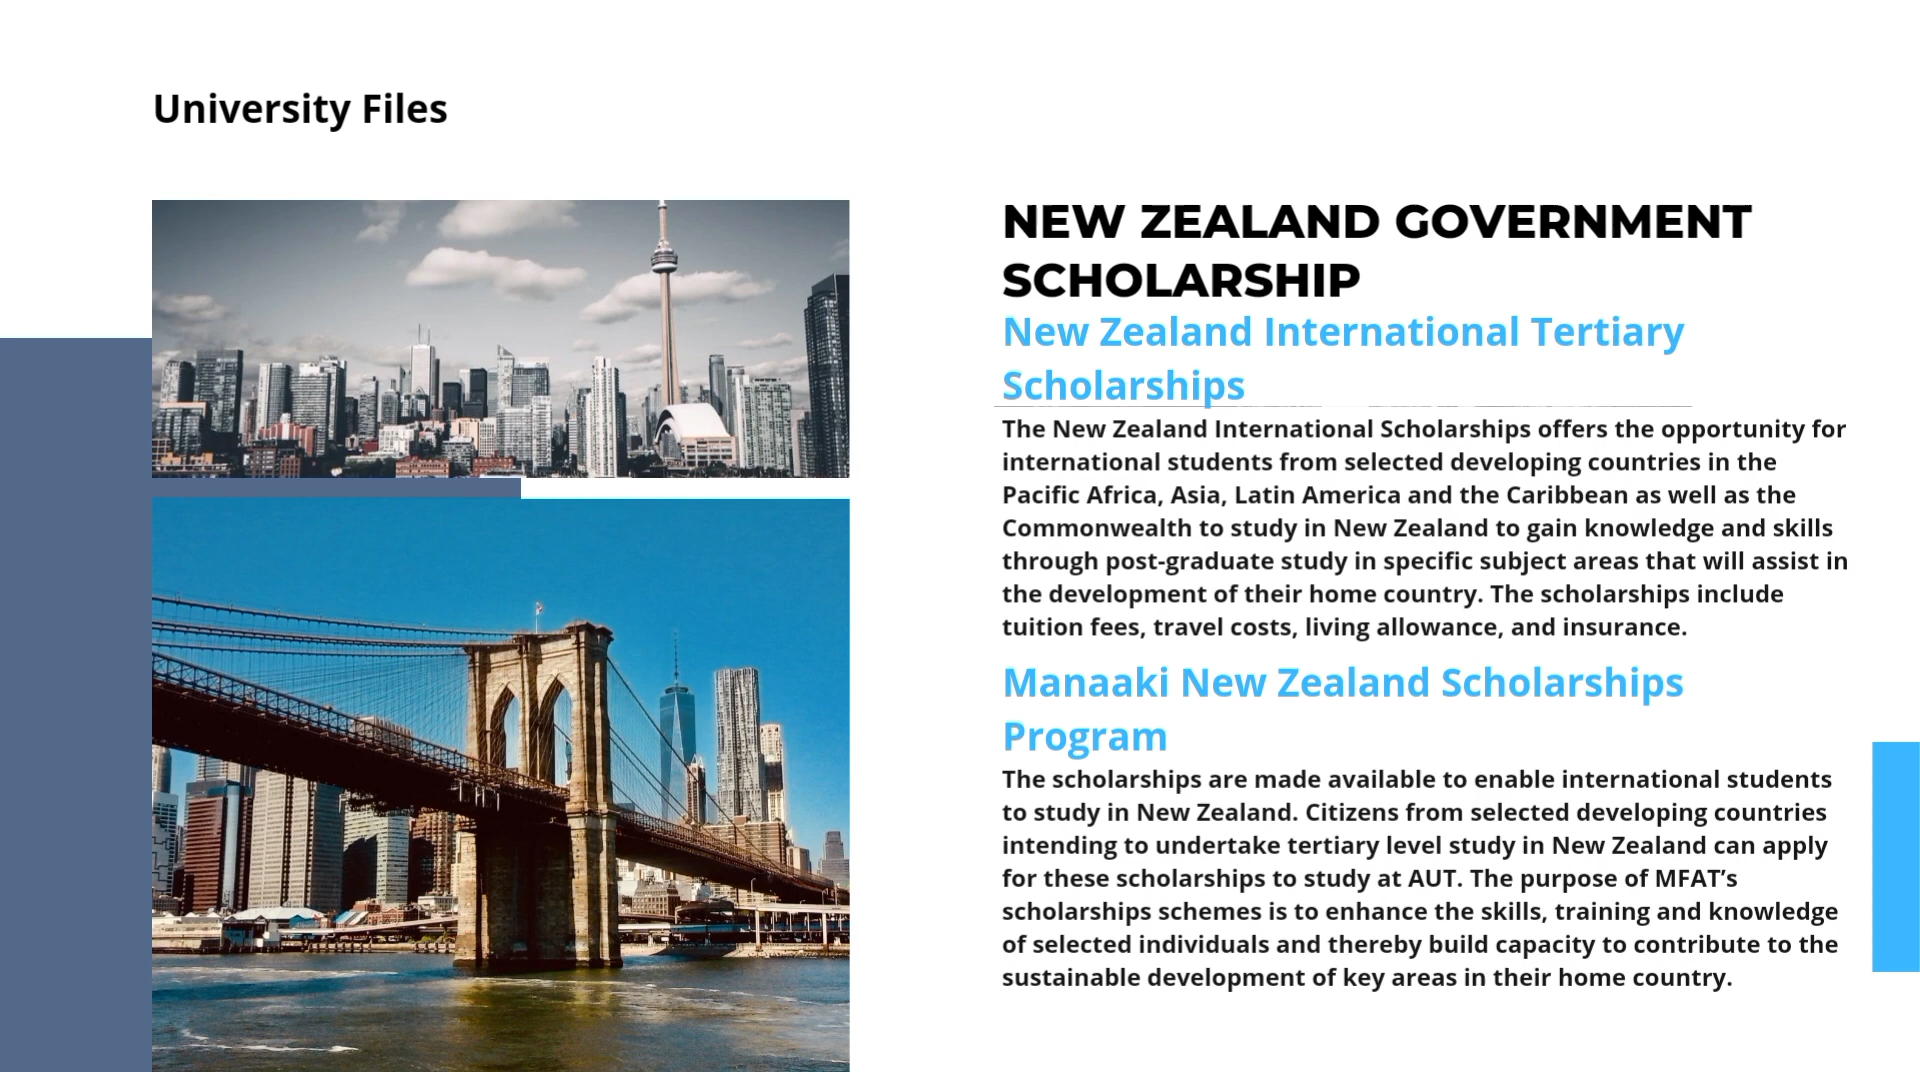 University Files
NEW ZEALAND GOVERNMENT
SCHOLARSHIP
New Zealand International Tertiary
Scholarships
The New Zealand International Scholarships offers the opportunity for
international students from selected developing countries in the
Pacific Africa, Asia, Latin America and the Caribbean as well as the
Commonwealth to study in New Zealand to gain knowledge and skills
through post-graduate study in specific subject areas that will assist in
the development of their home country. The scholarships include
tuition fees, travel costs, living allowance, and insurance.
Manaaki New Zealand Scholarships
Program
The scholarships are made available to enable international students
to study in New Zealand. Citizens from selected developing countries
intending to undertake tertiary level study in New Zealand can apply
for these scholarships to study at AUT. The purpose of MFAT’s
scholarships schemes is to enhance the skills, training and knowledge
of selected individuals and thereby build capacity to contribute to the
sustainable development of key areas in their home country.